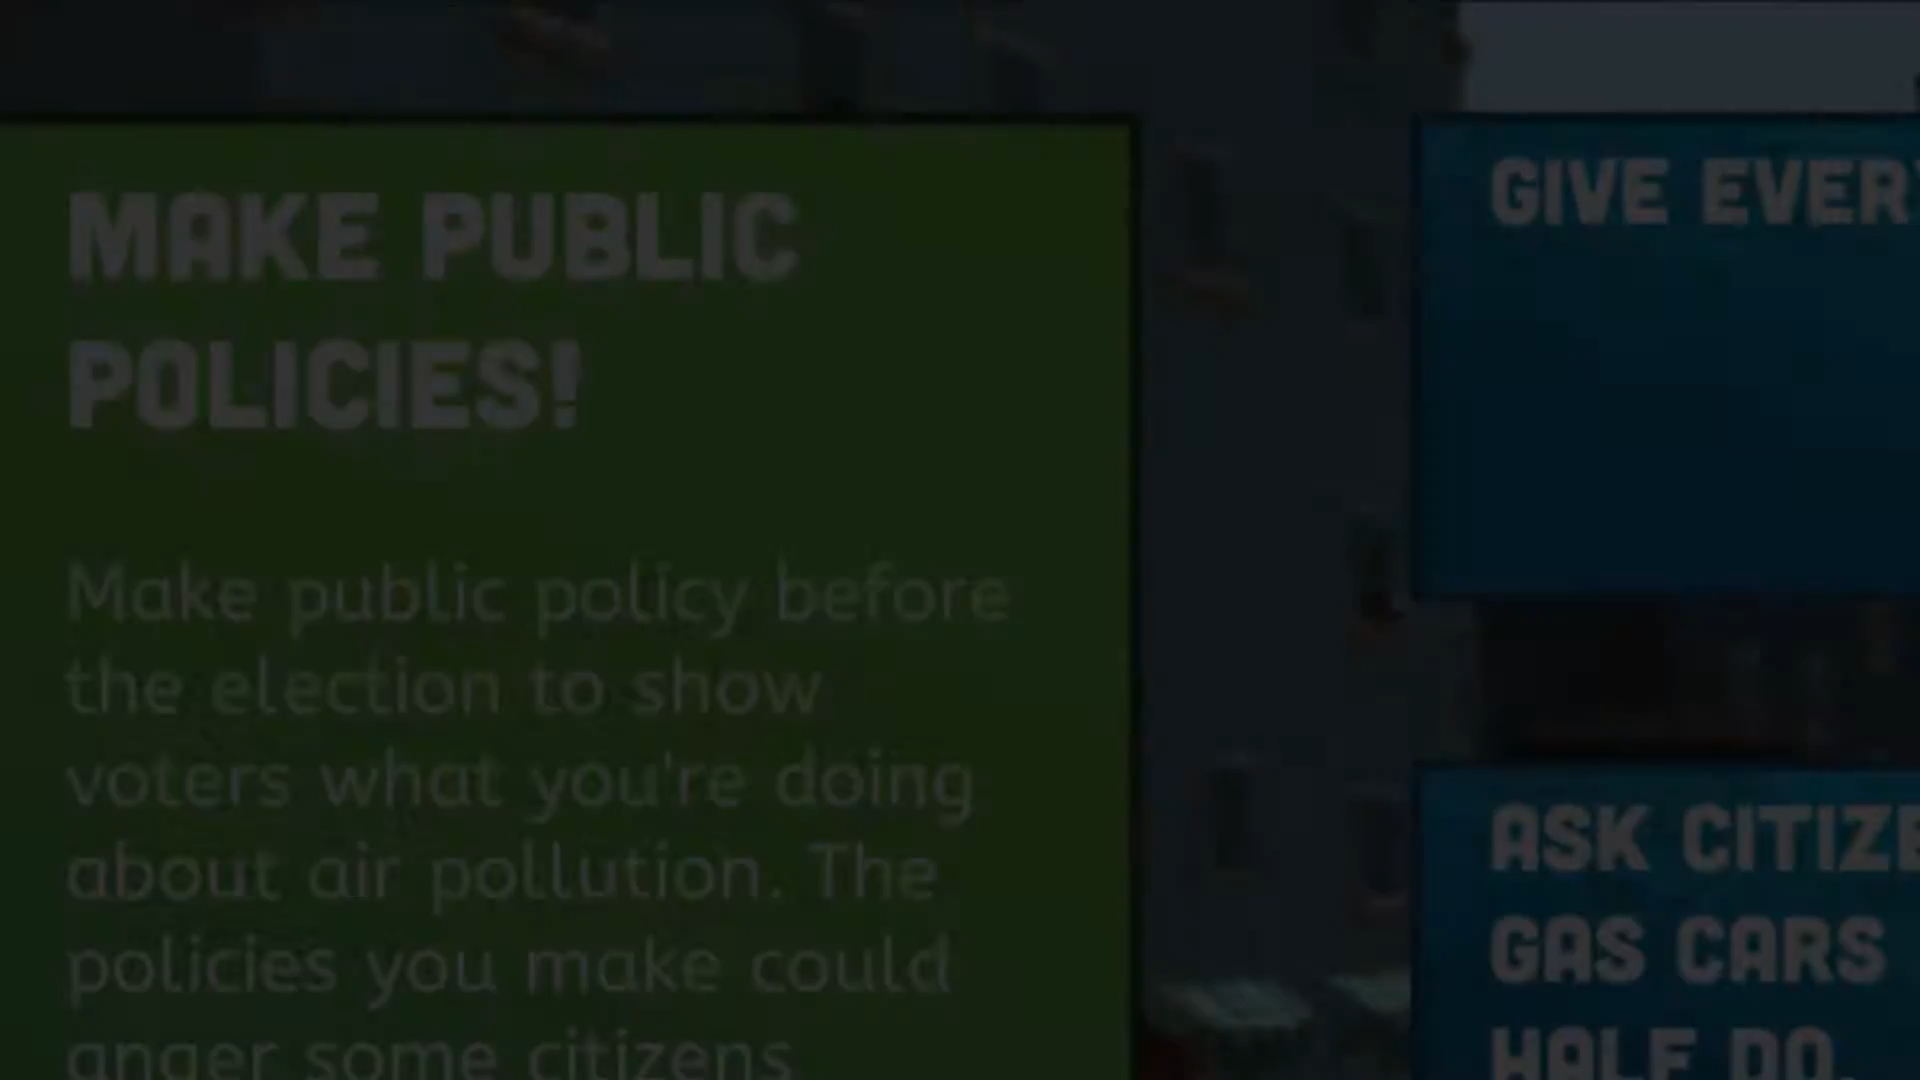 MAKE PUBLIC
POLICIES!
Make public policy before
the election to show
voters what you're doing
about air pollution. The
policies you make could
anger some citizens
GIVE EVERY
ASK CITIZE
GAS CARS
HALF DO.